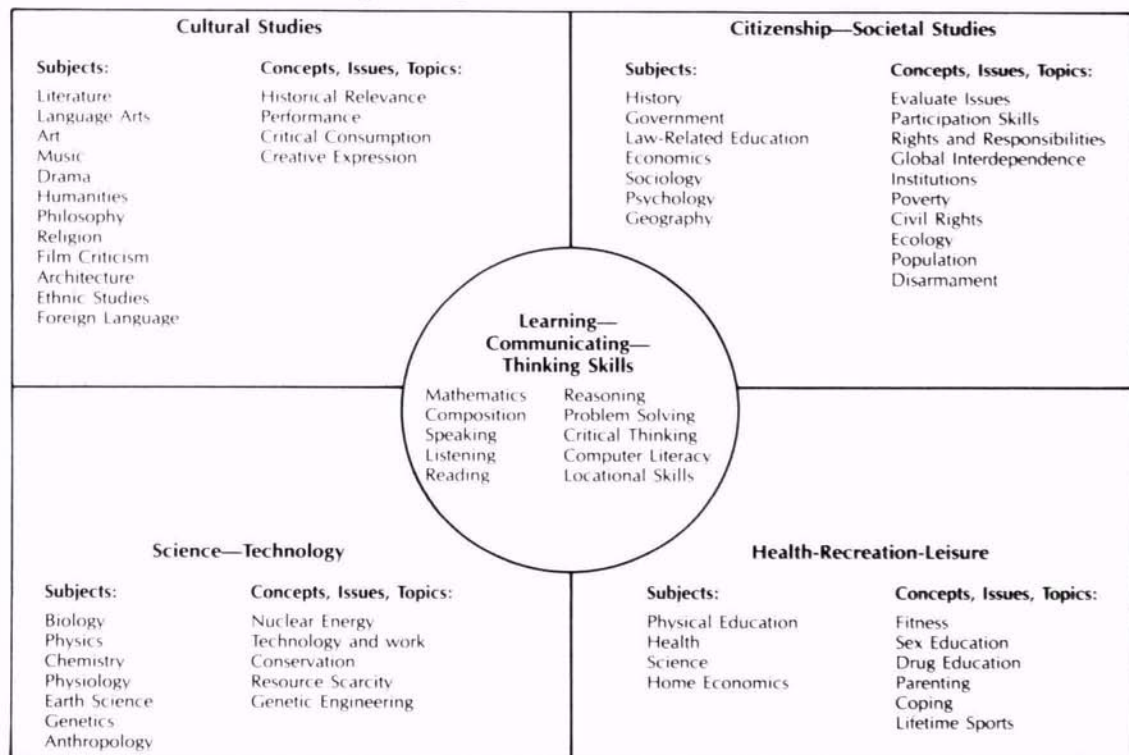 Cultural Studies
Subjects:
Literature
Language Arts
Art
Music
Drama
Humanities
Philosophy
Religion
Film Criticism
Architecture
Ethnic Studies
Foreign Language
Concepts, Issues, Topics:
Historical Relevance
Performance
Critical Consumption
Creative Expression
Citizenship—Societal Studies
Subjects:
History
Government
Law-Related Education
Economics
Sociology
Psychology
Geography
Concepts, Issues, Topics:
Evaluate Issues
Participation Skills
Rights and Responsibilities
Global Interdependence
Institutions
Poverty
Civil Rights
Ecology
Population
Disarmament
Learning—
Communicating—
Thinking Skills
Mathematics
Composition
Speaking
Listening
Reading
Reasoning
Problem Solving
Critical Thinking
Computer Literacy
Locational Skills
Science—Technology
Subjects:
Biology
Physics
Chemistry
Physiology
Earth Science
Genetics
Anthropology
Concepts, Issues, Topics:
Nuclear Energy
Technology and work
Conservation
Resource Scarcity
Genetic Engineering
Health-Recreation-Leisure
Subjects:
Physical Education
Health
Science
Home Economics
Concepts, Issues, Topics:
Fitness
Sex Education
Drug Education
Parenting
Coping
Lifetime Sports